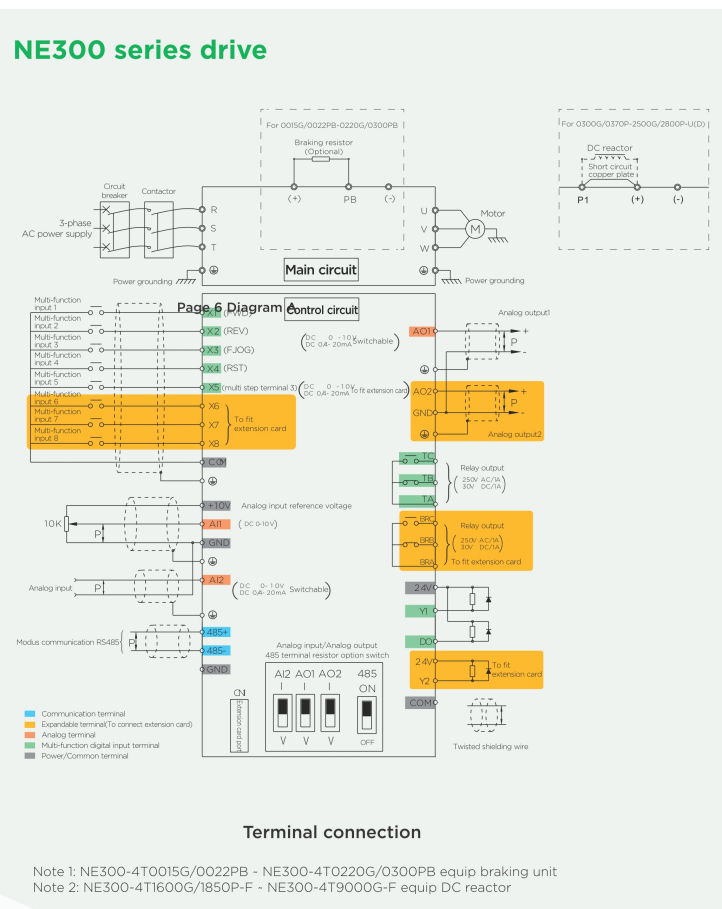 NE300 series drive
For 0015G/0022PB-0220G/0300PB
Braking resistor
(Optional)
(+)
PB
(-)
For 0300G/0370P-2500G/2800P-U(D)
DC reactor
Short circuit
copper plate
P1
(+)
(-)
Circuit
breaker
Contactor
3-phase
AC power supply
R
S
T
U
V
W
Motor
M
Power grounding
Main circuit
Power grounding
Page 6 Diagram A
Control circuit
Multi-function
input 1
X1 (FWD)
Multi-function
input 2
X2 (REV)
Multi-function
input 3
X3 (FJOG)
Multi-function
input 4
X4 (RST)
Multi-function
input 5
X5 (multi step terminal 3)
Multi-function
input 6
X6
Multi-function
input 7
X7
Multi-function
input 8
X8
To fit
extension card
COM
+10V
Analog input reference voltage
10K
P
AI1
(DC 0-10V)
GND
Analog input
P
AI2
DC 0- 10V
DC 0/4- 20mA
Switchable
Modus communication RS485
P
485+
485-
GND
Analog output1
AO1
DC 0 -10V
DC 0/4- 20mA
Switchable
+
P
-
DC 0 -10V
DC 0/4- 20mA
To fit extension card
AO2
GND
+
P
-
Analog output2
TC
TB
TA
Relay output
250V AC/1A
30V DC/1A
BRC
BRB
BRA
Relay output
250V AC/1A
30V DC/1A
To fit extension card
24V
Y1
DO
24V
Y2
To fit
extension card
COM
Twisted shielding wire
Analog input/Analog output
485 terminal resistor option switch
AI2 AO1 AO2 485
I I I ON
V V V OFF
CN1
Extension card port
Communication terminal
Expandable terminal(To connect extension card)
Analog terminal
Multi-function digital input terminal
Power/Common terminal
Terminal connection
Note 1: NE300-4T0015G/0022PB - NE300-4T0220G/0300PB equip braking unit
Note 2: NE300-4T1600G/1850P-F - NE300-4T9000G-F equip DC reactor